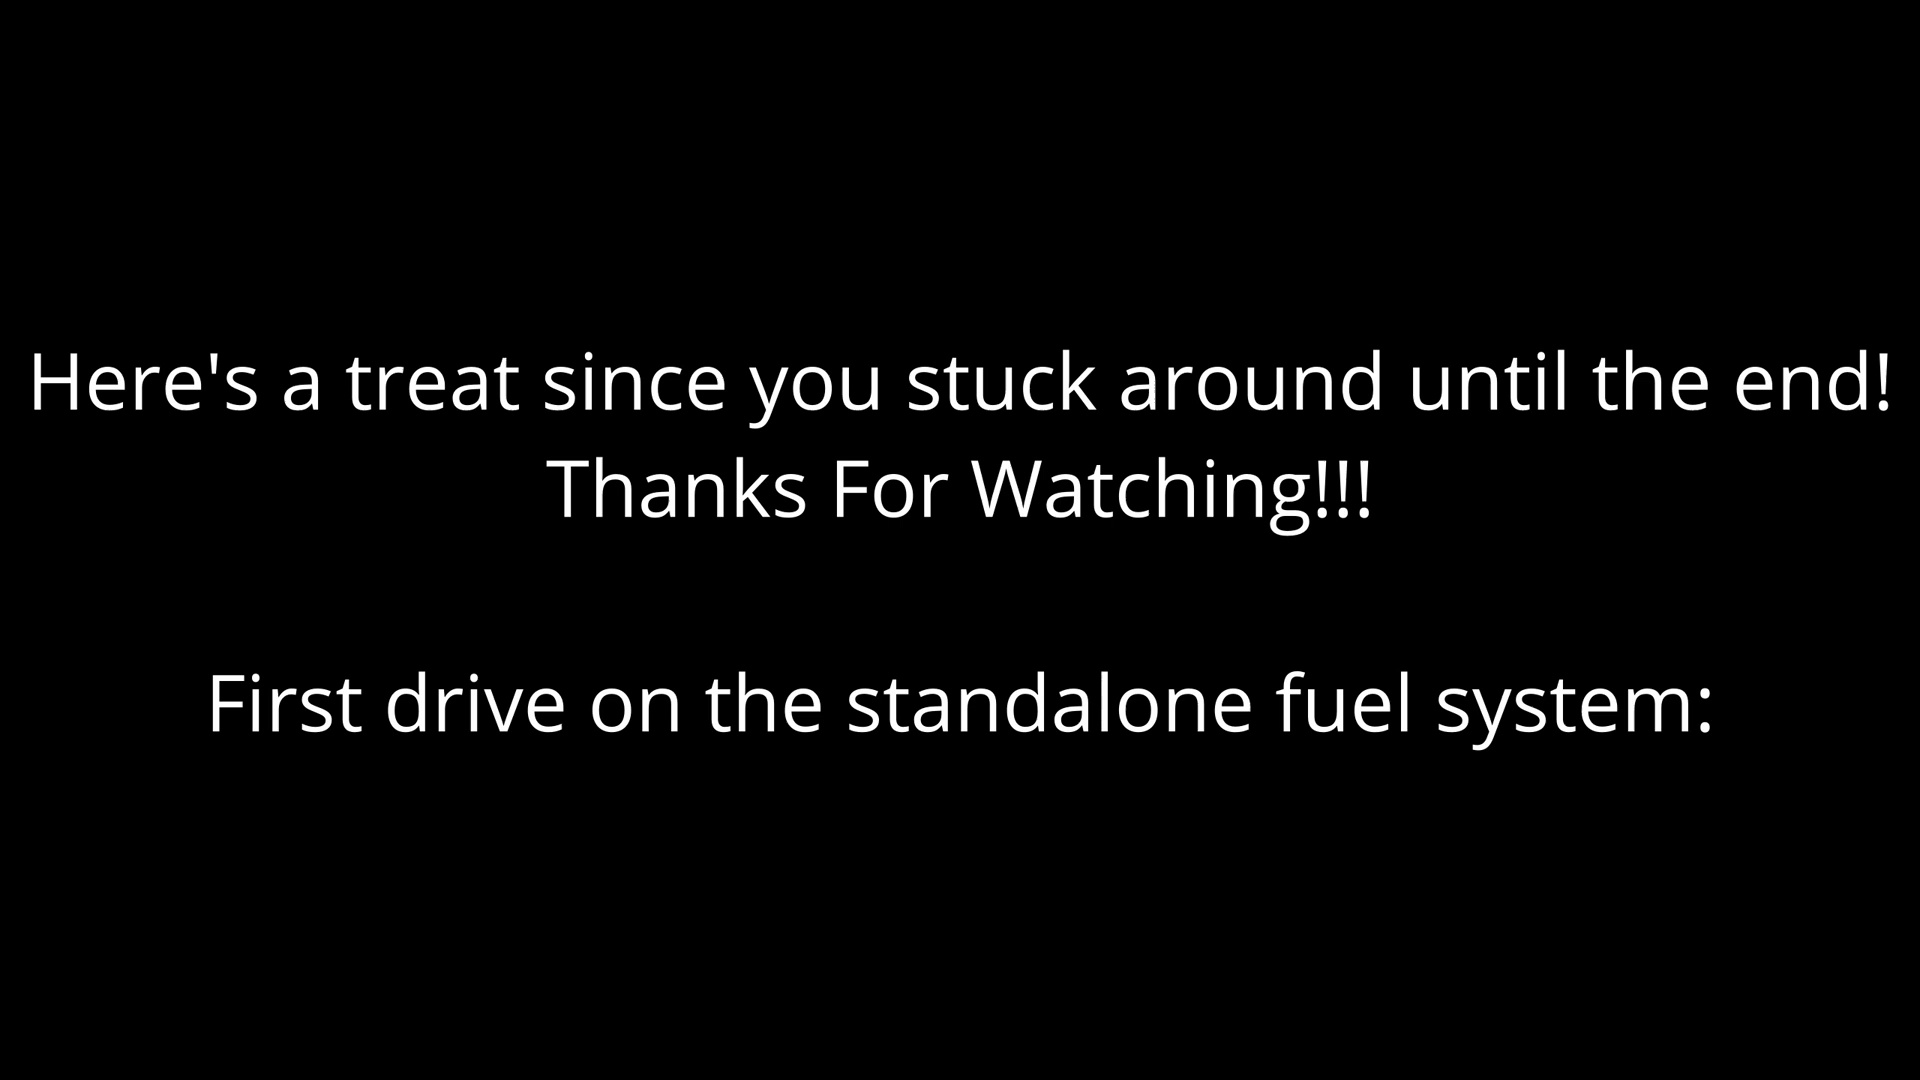 Here's a treat since you stuck around until the end!
Thanks For Watching!!!
First drive on the standalone fuel system: